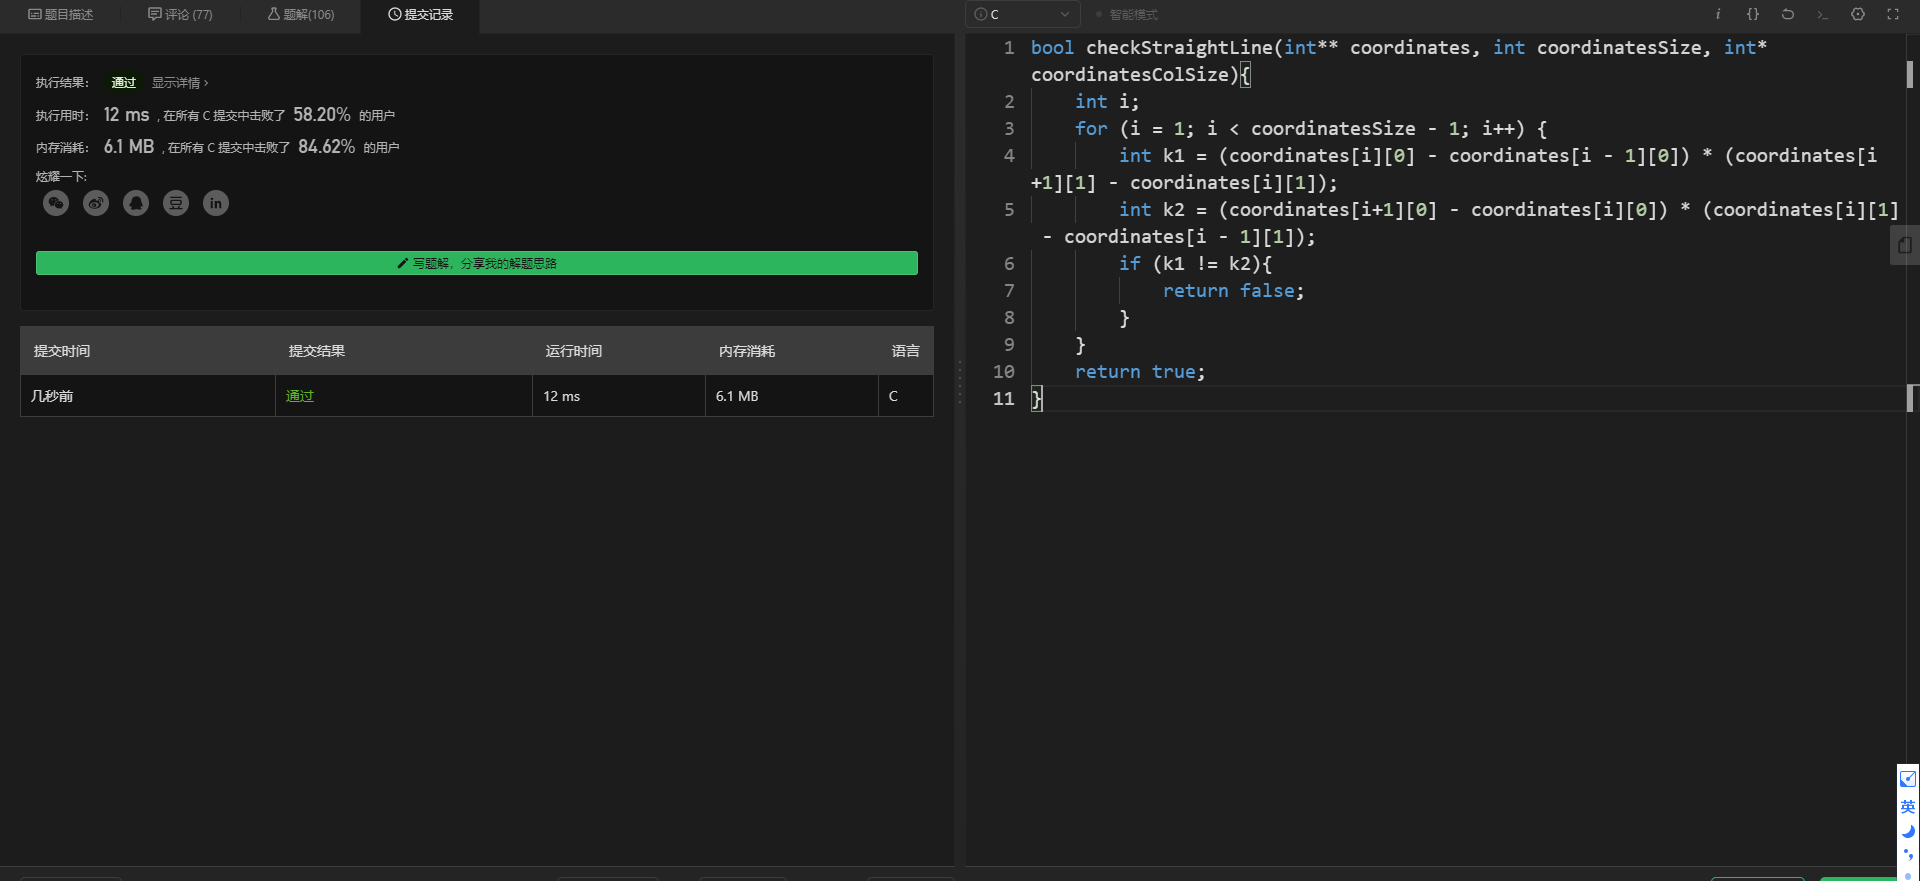 题目描述
评论 (77)
题解(106)
提交记录
执行结果： 通过 显示详情 ›
执行用时： 12 ms , 在所有 C 提交中击败了 58.20% 的用户
内存消耗： 6.1 MB , 在所有 C 提交中击败了 84.62% 的用户
炫耀一下:
in
写题解，分享我的解题思路
提交时间 提交结果 运行时间 内存消耗 语言
几秒前 通过 12 ms 6.1 MB C
i C 智能模式 i {} >_
1 bool checkStraightLine(int** coordinates, int coordinatesSize, int*
coordinatesColSize){
2 int i;
3 for (i = 1; i < coordinatesSize - 1; i++) {
4 int k1 = (coordinates[i][0] - coordinates[i - 1][0]) * (coordinates[i
+1][1] - coordinates[i][1]);
5 int k2 = (coordinates[i+1][0] - coordinates[i][0]) * (coordinates[i][1]
- coordinates[i - 1][1]);
6 if (k1 != k2){
7 return false;
8 }
9 }
10 return true;
11 }
英